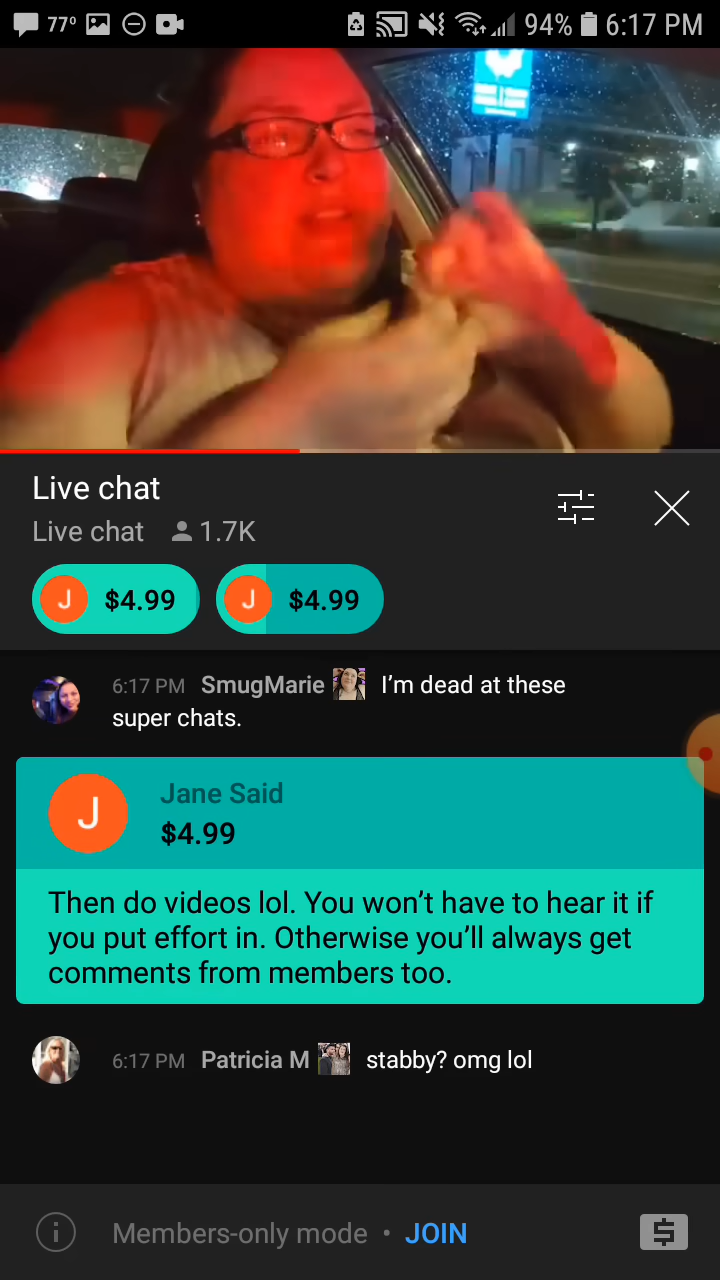 77° 94% 6:17 PM
Live chat
Live chat 1.7K
J $4.99 J $4.99
6:17 PM SmugMarie I’m dead at these
super chats.
J Jane Said
$4.99
Then do videos lol. You won’t have to hear it if
you put effort in. Otherwise you’ll always get
comments from members too.
6:17 PM Patricia M stabby? omg lol
Members-only mode • JOIN